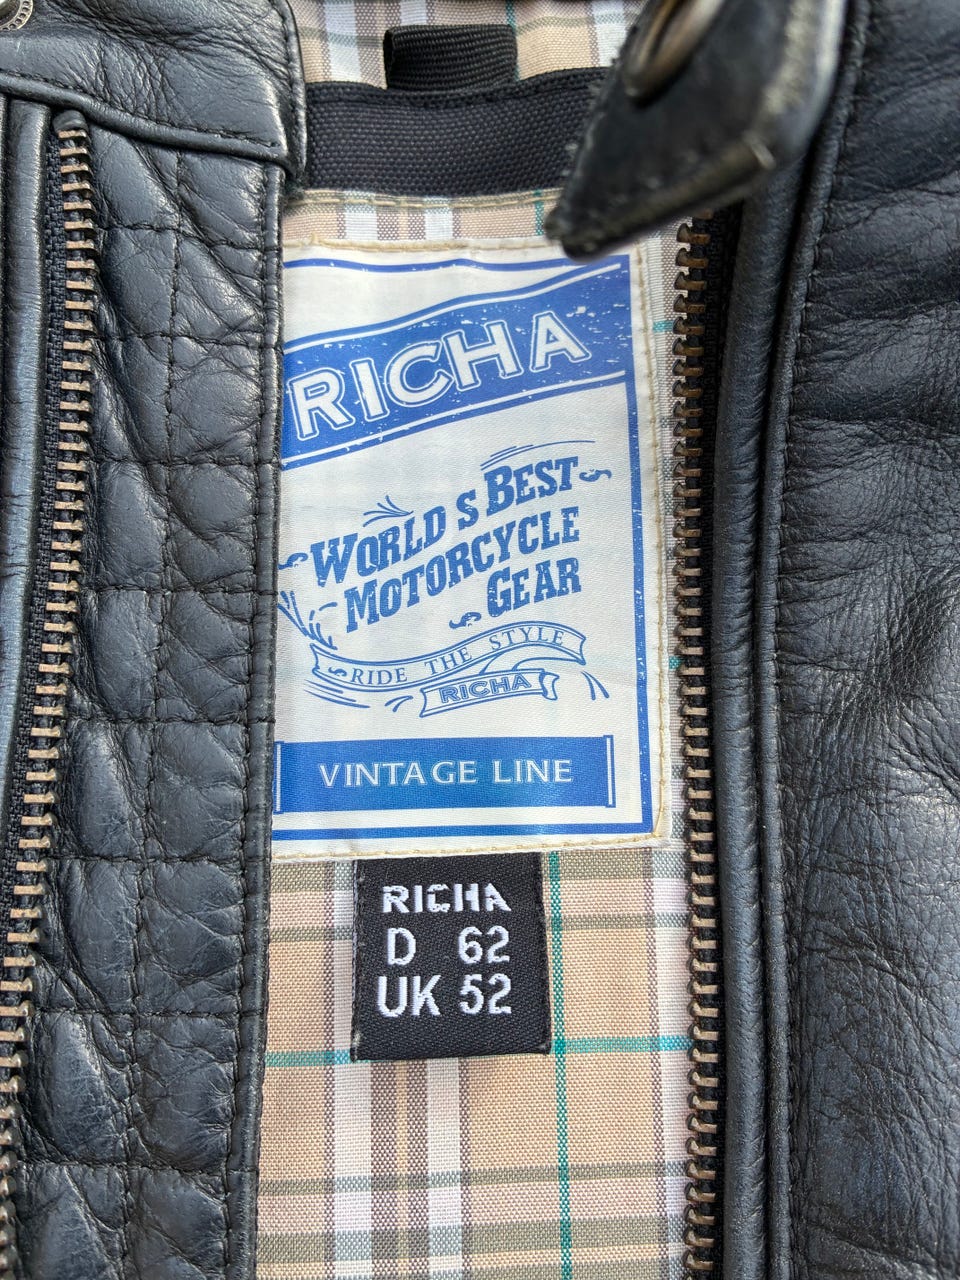 RICHA
WORLD S BEST
MOTORCYCLE
GEAR
RIDE THE STYLE
RICHA
VINTAGE LINE
RICHA
D 62
UK 52